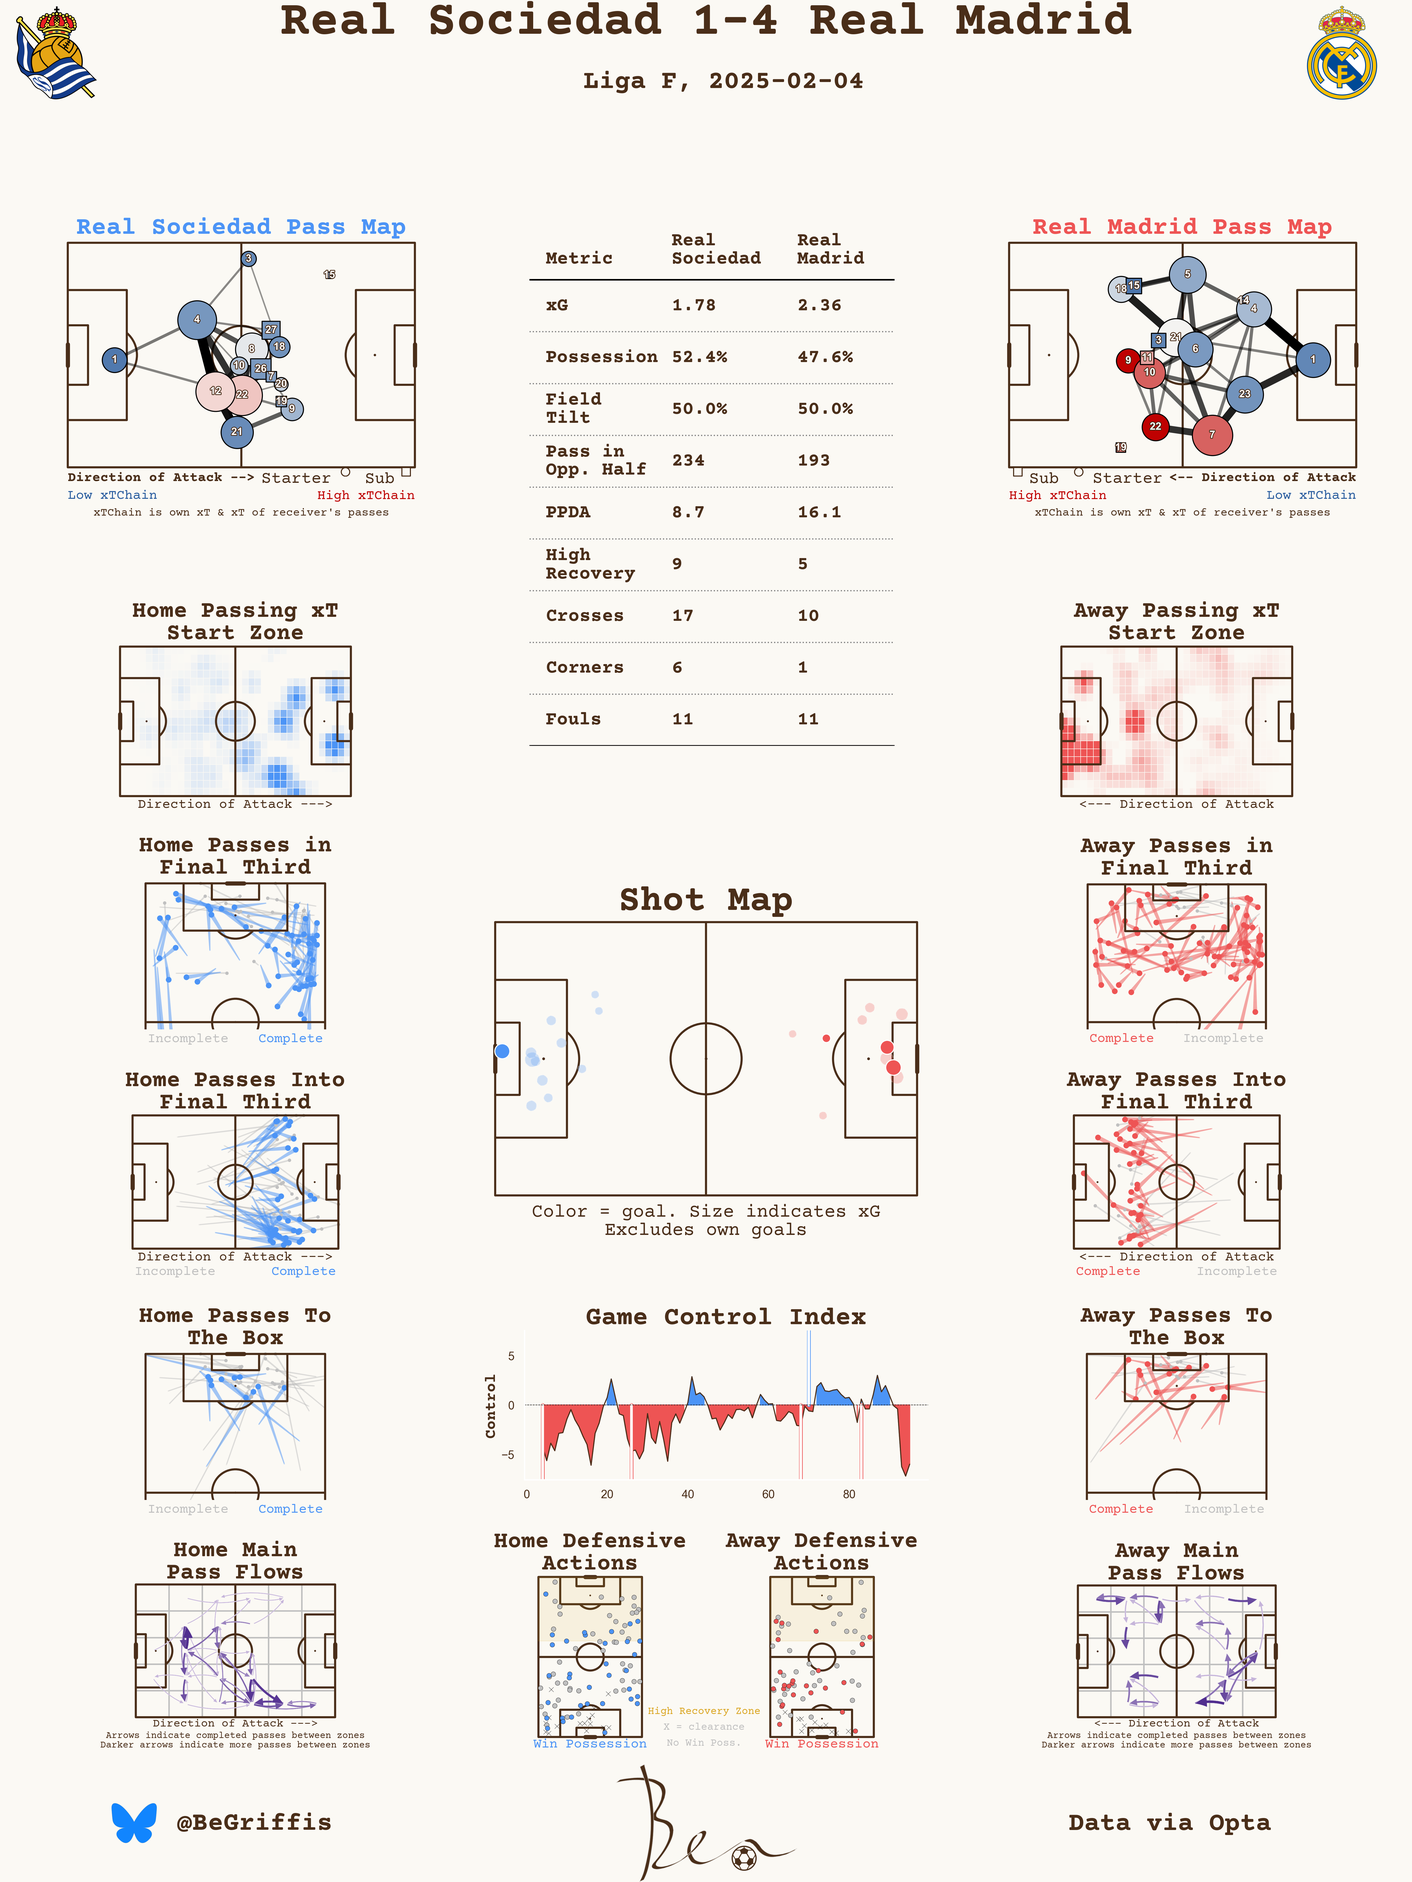 Real Sociedad 1-4 Real Madrid
Liga F, 2025-02-04
Real Sociedad Pass Map
3
15
4
27
8
18
1
10
26
7
20
12
22
19
9
21
Direction of Attack --> Starter Sub
Low xTChain High xTChain
xTChain is own xT & xT of receiver's passes
Metric Real Sociedad Real Madrid
xG 1.78 2.36
Possession 52.4% 47.6%
Field Tilt 50.0% 50.0%
Pass in Opp. Half 234 193
PPDA 8.7 16.1
High Recovery 9 5
Crosses 17 10
Corners 6 1
Fouls 11 11
Real Madrid Pass Map
5
18
15
14
4
21
3
6
9
11
1
10
23
22
7
19
Sub Starter <-- Direction of Attack
High xTChain Low xTChain
xTChain is own xT & xT of receiver's passes
Home Passing xT
Start Zone
Direction of Attack --->
Away Passing xT
Start Zone
<--- Direction of Attack
Home Passes in
Final Third
Incomplete Complete
Away Passes in
Final Third
Complete Incomplete
Shot Map
Color = goal. Size indicates xG
Excludes own goals
Home Passes Into
Final Third
Direction of Attack --->
Incomplete Complete
Away Passes Into
Final Third
<--- Direction of Attack
Complete Incomplete
Home Passes To
The Box
Incomplete Complete
Game Control Index
Control
5
0
−5
0 20 40 60 80
Away Passes To
The Box
Complete Incomplete
Home Main
Pass Flows
Direction of Attack --->
Arrows indicate completed passes between zones
Darker arrows indicate more passes between zones
Home Defensive
Actions
Win Possession
High Recovery Zone
X = clearance
No Win Poss.
Away Defensive
Actions
Win Possession
Away Main
Pass Flows
<--- Direction of Attack
Arrows indicate completed passes between zones
Darker arrows indicate more passes between zones
@BeGriffis
Ben
Data via Opta